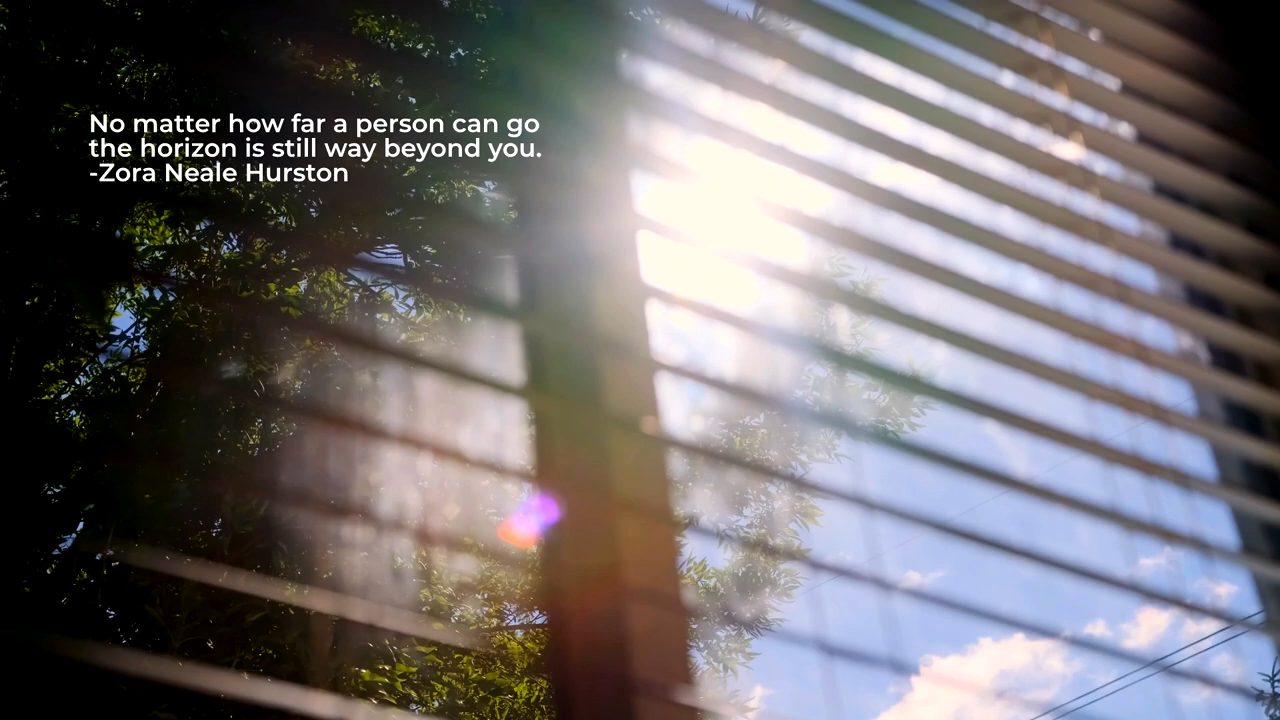 No matter how far a person can go
the horizon is still way beyond you.
-Zora Neale Hurston